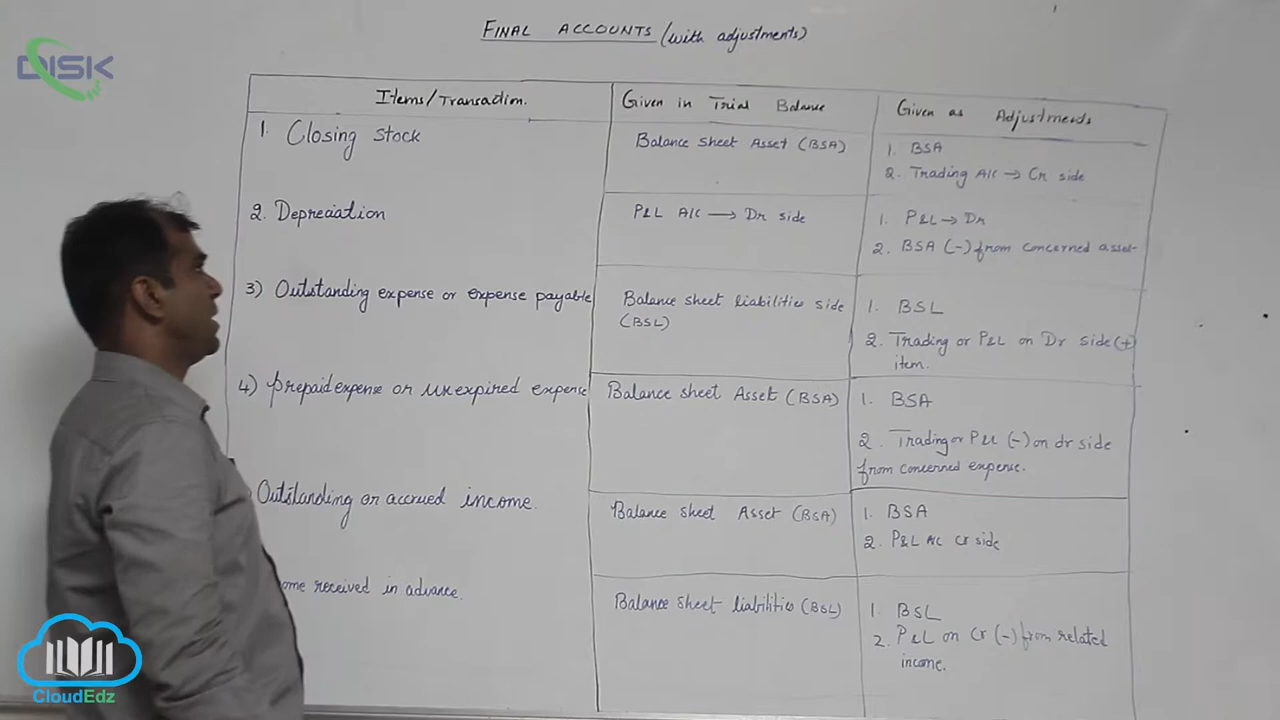 FINAL ACCOUNTS (with adjustments)
DISK
Items/Transaction.
Given in Trial Balance
Given as Adjustments
1. Closing stock
Balance sheet Asset (BSA)
1. BSA
2. Trading A/c → Cr side
2. Depreciation
P&L A/c → Dr side
1. P&L → Dr
2. BSA (-) from concerned asset
3) Outstanding expense or expense payable
Balance sheet liabilities side
(BSL)
1. BSL
2. Trading or P&L on Dr side (+)
item.
4) prepaid expense or unexpired expense
Balance sheet Asset (BSA)
1. BSA
2. Trading or P&L (-) on dr side
from concerned expense.
Outstanding or accrued income.
Balance sheet Asset (BSA)
1. BSA
2. P&L A/c Cr side
ome received in advance.
Balance sheet liabilities (BSL)
1. BSL
2. P&L on Cr (-) from related
income.
CloudEdz